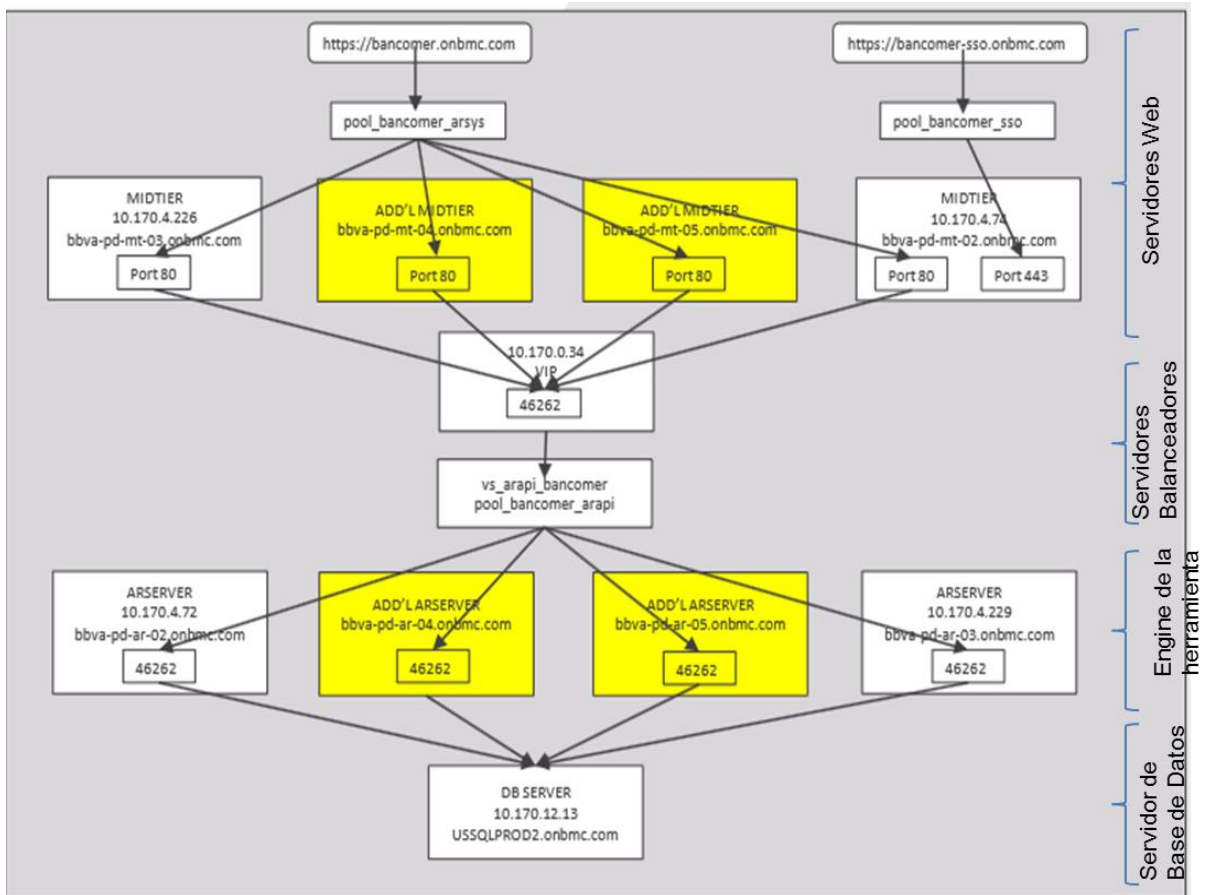 https://bancomer.onbmc.com
https://bancomer-sso.onbmc.com
pool_bancomer_arsys
pool_bancomer_sso
MIDTIER
10.170.4.226
bbva-pd-mt-03.onbmc.com
Port 80
ADD'L MIDTIER
bbva-pd-mt-04.onbmc.com
Port 80
ADD'L MIDTIER
bbva-pd-mt-05.onbmc.com
Port 80
MIDTIER
10.170.4.74
bbva-pd-mt-02.onbmc.com
Port 80
Port 443
Servidores Web
10.170.0.34
VIP
46262
vs_arapi_bancomer
pool_bancomer_arapi
Servidores
Balanceadores
ARSERVER
10.170.4.72
bbva-pd-ar-02.onbmc.com
46262
ADD'L ARSERVER
bbva-pd-ar-04.onbmc.com
46262
ADD'L ARSERVER
bbva-pd-ar-05.onbmc.com
46262
ARSERVER
10.170.4.229
bbva-pd-ar-03.onbmc.com
46262
Engine de la
herramienta
DB SERVER
10.170.12.13
USSQLPROD2.onbmc.com
Servidor de
Base de Datos